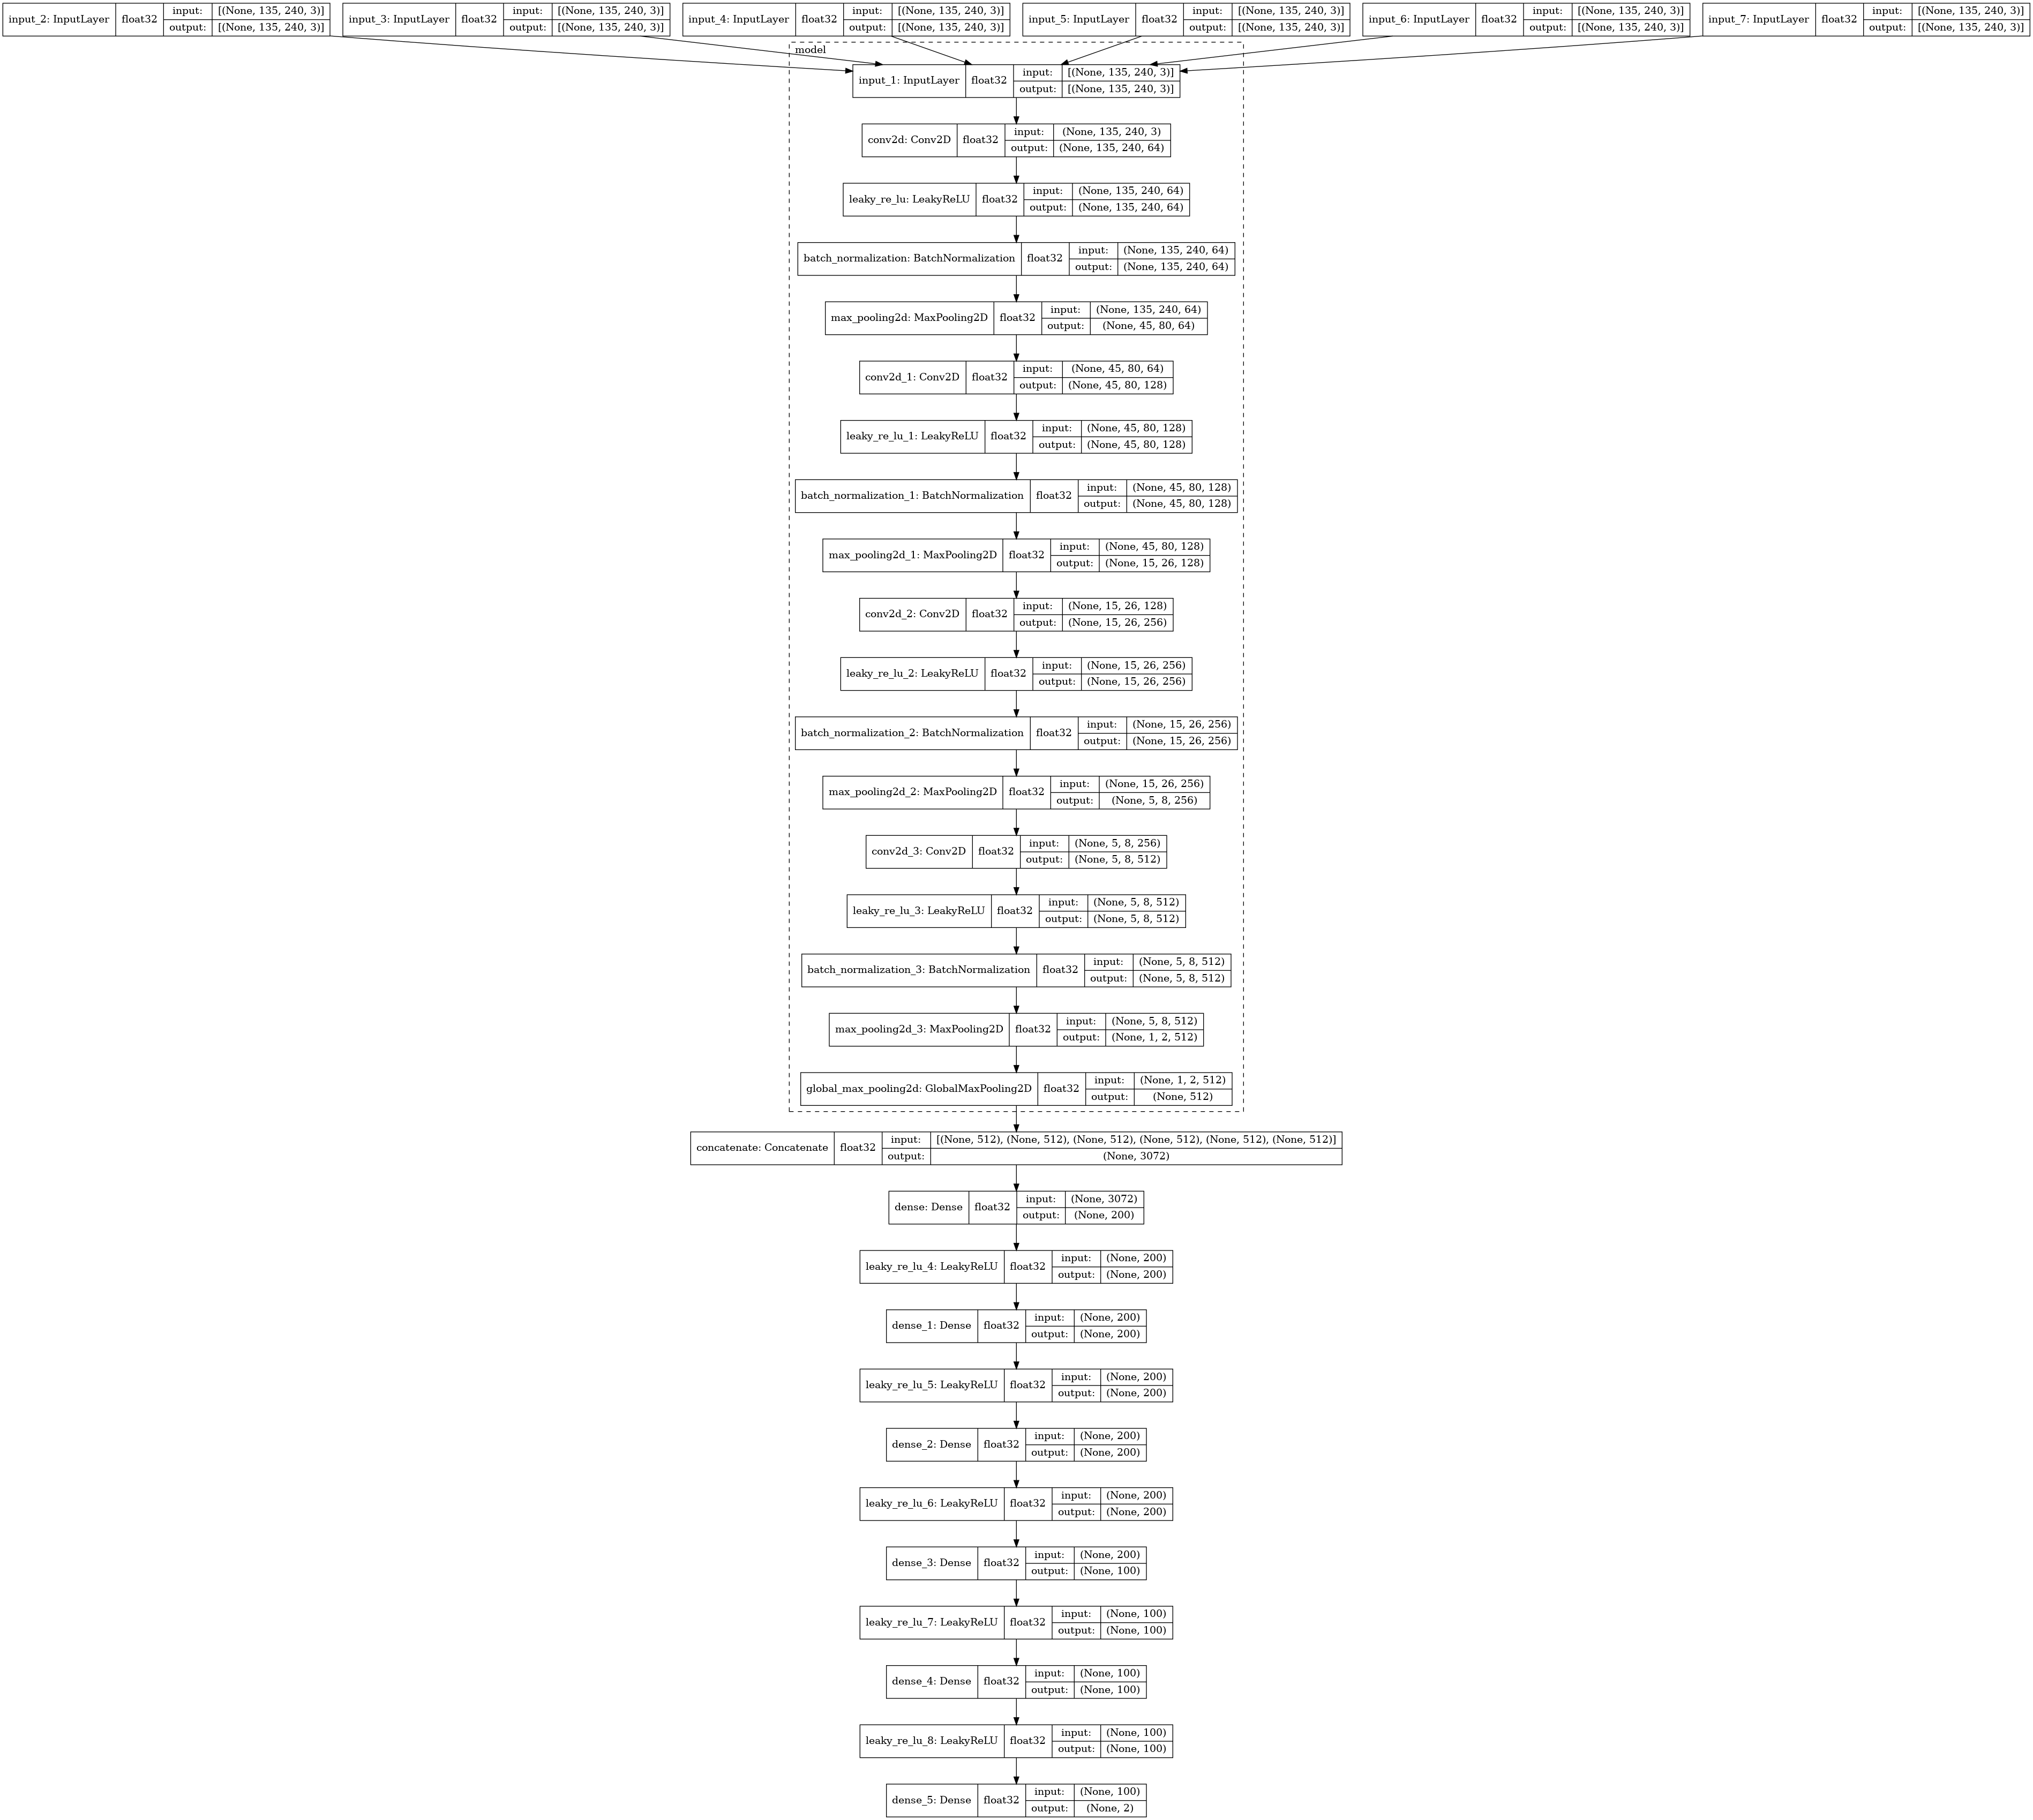 input_2: InputLayer float32 input: [(None, 135, 240, 3)]
output: [(None, 135, 240, 3)]
input_3: InputLayer float32 input: [(None, 135, 240, 3)]
output: [(None, 135, 240, 3)]
input_4: InputLayer float32 input: [(None, 135, 240, 3)]
output: [(None, 135, 240, 3)]
input_5: InputLayer float32 input: [(None, 135, 240, 3)]
output: [(None, 135, 240, 3)]
input_6: InputLayer float32 input: [(None, 135, 240, 3)]
output: [(None, 135, 240, 3)]
input_7: InputLayer float32 input: [(None, 135, 240, 3)]
output: [(None, 135, 240, 3)]
model
input_1: InputLayer float32 input: [(None, 135, 240, 3)]
output: [(None, 135, 240, 3)]
conv2d: Conv2D float32 input: (None, 135, 240, 3)
output: (None, 135, 240, 64)
leaky_re_lu: LeakyReLU float32 input: (None, 135, 240, 64)
output: (None, 135, 240, 64)
batch_normalization: BatchNormalization float32 input: (None, 135, 240, 64)
output: (None, 135, 240, 64)
max_pooling2d: MaxPooling2D float32 input: (None, 135, 240, 64)
output: (None, 45, 80, 64)
conv2d_1: Conv2D float32 input: (None, 45, 80, 64)
output: (None, 45, 80, 128)
leaky_re_lu_1: LeakyReLU float32 input: (None, 45, 80, 128)
output: (None, 45, 80, 128)
batch_normalization_1: BatchNormalization float32 input: (None, 45, 80, 128)
output: (None, 45, 80, 128)
max_pooling2d_1: MaxPooling2D float32 input: (None, 45, 80, 128)
output: (None, 15, 26, 128)
conv2d_2: Conv2D float32 input: (None, 15, 26, 128)
output: (None, 15, 26, 256)
leaky_re_lu_2: LeakyReLU float32 input: (None, 15, 26, 256)
output: (None, 15, 26, 256)
batch_normalization_2: BatchNormalization float32 input: (None, 15, 26, 256)
output: (None, 15, 26, 256)
max_pooling2d_2: MaxPooling2D float32 input: (None, 15, 26, 256)
output: (None, 5, 8, 256)
conv2d_3: Conv2D float32 input: (None, 5, 8, 256)
output: (None, 5, 8, 512)
leaky_re_lu_3: LeakyReLU float32 input: (None, 5, 8, 512)
output: (None, 5, 8, 512)
batch_normalization_3: BatchNormalization float32 input: (None, 5, 8, 512)
output: (None, 5, 8, 512)
max_pooling2d_3: MaxPooling2D float32 input: (None, 5, 8, 512)
output: (None, 1, 2, 512)
global_max_pooling2d: GlobalMaxPooling2D float32 input: (None, 1, 2, 512)
output: (None, 512)
concatenate: Concatenate float32 input: [(None, 512), (None, 512), (None, 512), (None, 512), (None, 512), (None, 512)]
output: (None, 3072)
dense: Dense float32 input: (None, 3072)
output: (None, 200)
leaky_re_lu_4: LeakyReLU float32 input: (None, 200)
output: (None, 200)
dense_1: Dense float32 input: (None, 200)
output: (None, 200)
leaky_re_lu_5: LeakyReLU float32 input: (None, 200)
output: (None, 200)
dense_2: Dense float32 input: (None, 200)
output: (None, 200)
leaky_re_lu_6: LeakyReLU float32 input: (None, 200)
output: (None, 200)
dense_3: Dense float32 input: (None, 200)
output: (None, 100)
leaky_re_lu_7: LeakyReLU float32 input: (None, 100)
output: (None, 100)
dense_4: Dense float32 input: (None, 100)
output: (None, 100)
leaky_re_lu_8: LeakyReLU float32 input: (None, 100)
output: (None, 100)
dense_5: Dense float32 input: (None, 100)
output: (None, 2)